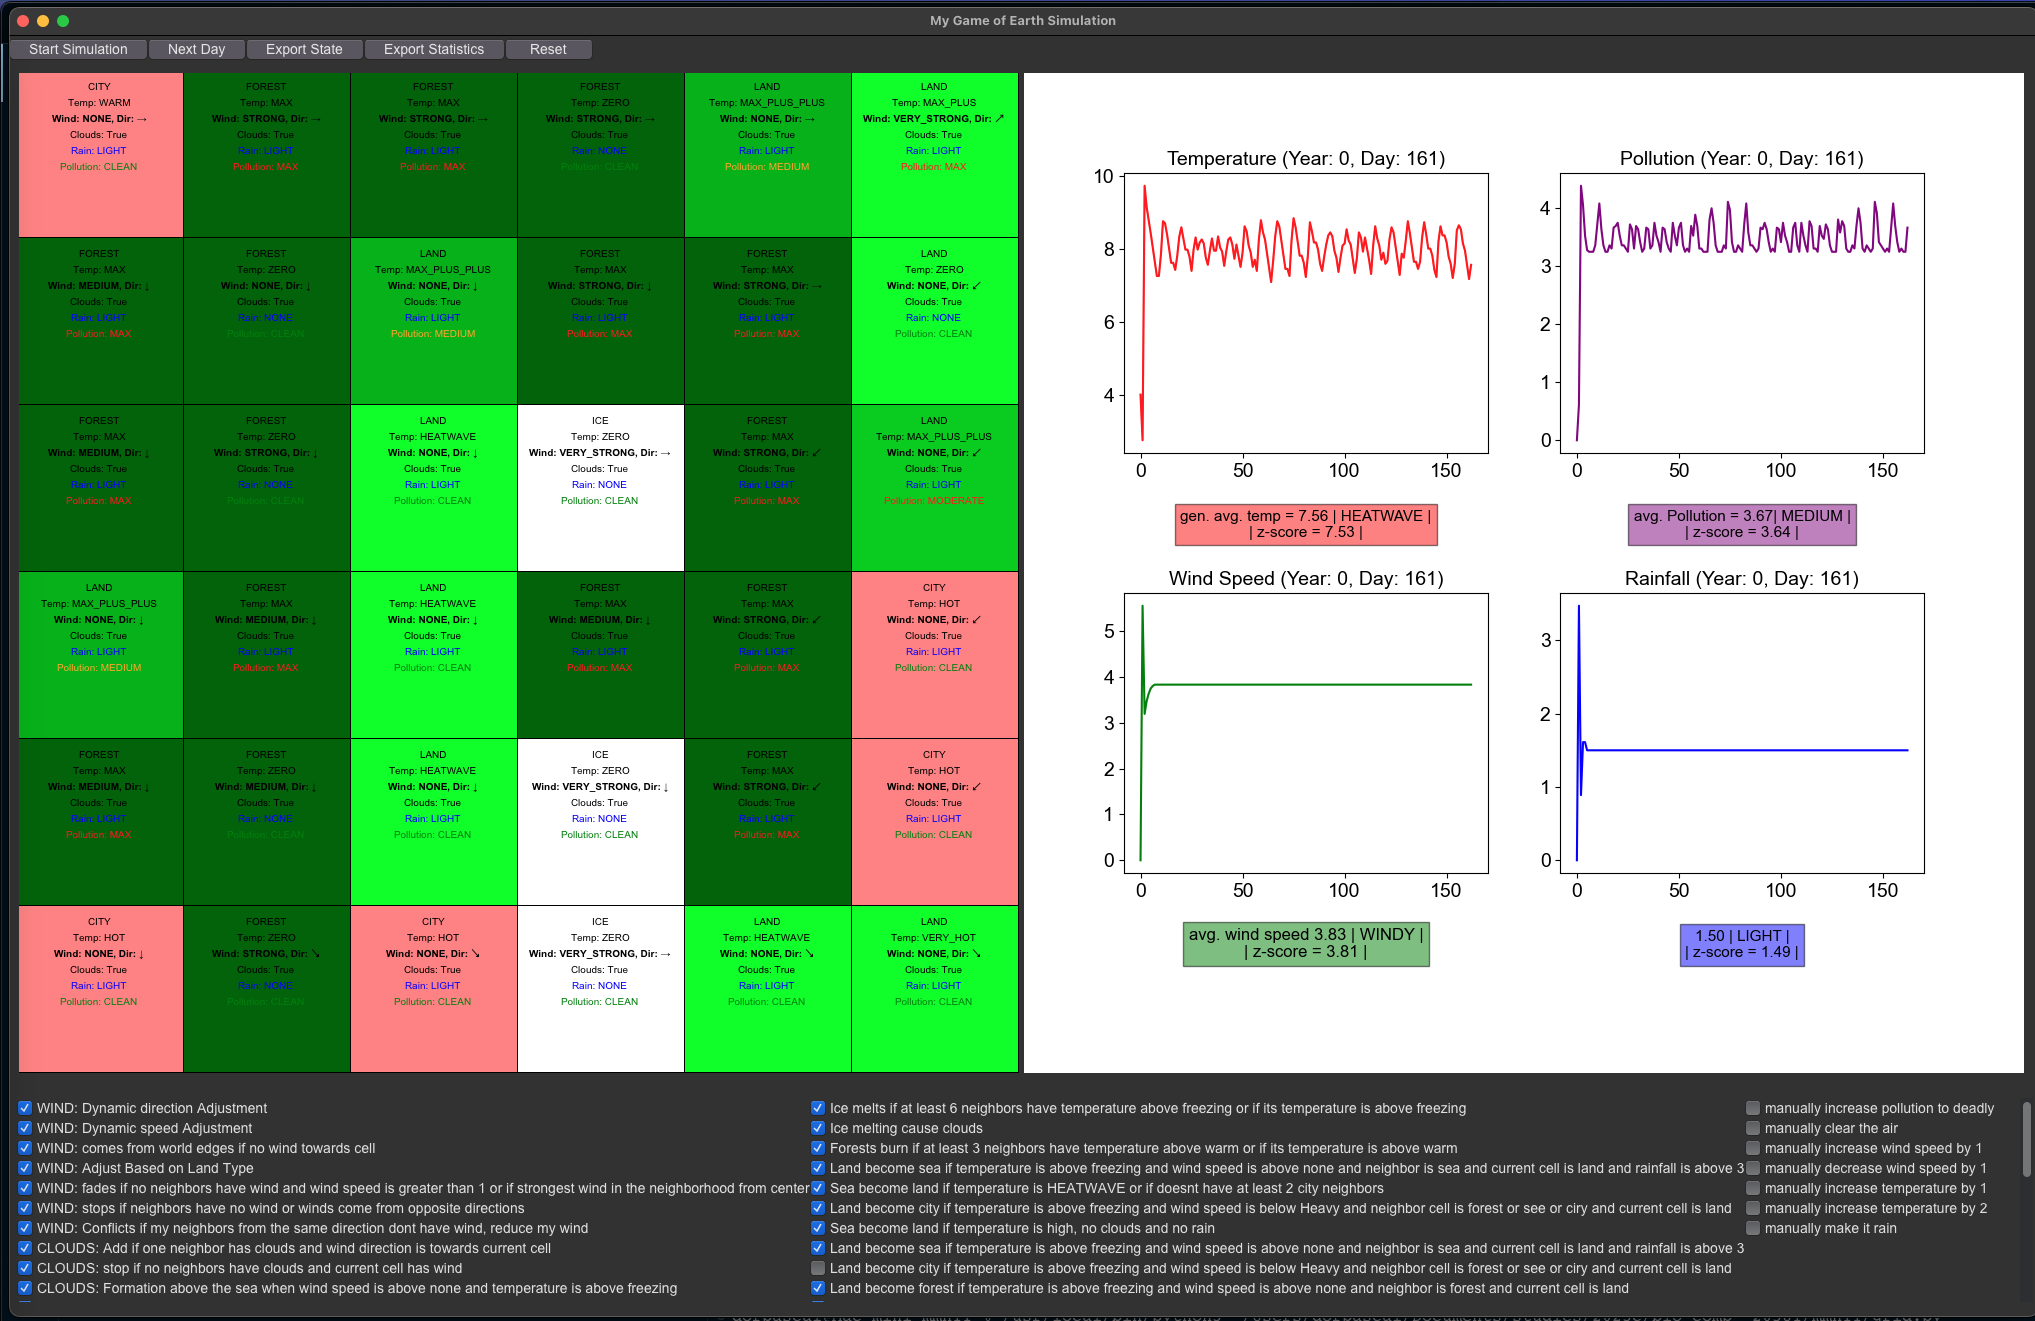 My Game of Earth Simulation
Start Simulation
Next Day
Export State
Export Statistics
Reset
CITY
Temp: WARM
Wind: NONE, Dir: →
Clouds: True
Rain: LIGHT
Pollution: CLEAN
FOREST
Temp: MAX
Wind: STRONG, Dir: →
Clouds: True
Rain: LIGHT
Pollution: MAX
FOREST
Temp: MAX
Wind: STRONG, Dir: →
Clouds: True
Rain: LIGHT
Pollution: MAX
FOREST
Temp: ZERO
Wind: STRONG, Dir: →
Clouds: True
Rain: NONE
Pollution: CLEAN
LAND
Temp: MAX_PLUS_PLUS
Wind: NONE, Dir: →
Clouds: True
Rain: LIGHT
Pollution: MEDIUM
LAND
Temp: MAX_PLUS
Wind: VERY_STRONG, Dir: ↗
Clouds: True
Rain: LIGHT
Pollution: MAX
FOREST
Temp: MAX
Wind: MEDIUM, Dir: ↓
Clouds: True
Rain: LIGHT
Pollution: MAX
FOREST
Temp: ZERO
Wind: NONE, Dir: ↓
Clouds: True
Rain: NONE
Pollution: CLEAN
LAND
Temp: MAX_PLUS_PLUS
Wind: NONE, Dir: ↓
Clouds: True
Rain: LIGHT
Pollution: MEDIUM
FOREST
Temp: MAX
Wind: STRONG, Dir: ↓
Clouds: True
Rain: LIGHT
Pollution: MAX
FOREST
Temp: MAX
Wind: STRONG, Dir: →
Clouds: True
Rain: LIGHT
Pollution: MAX
LAND
Temp: ZERO
Wind: NONE, Dir: ↙
Clouds: True
Rain: NONE
Pollution: CLEAN
FOREST
Temp: MAX
Wind: MEDIUM, Dir: ↓
Clouds: True
Rain: LIGHT
Pollution: MAX
FOREST
Temp: ZERO
Wind: STRONG, Dir: ↓
Clouds: True
Rain: NONE
Pollution: CLEAN
LAND
Temp: HEATWAVE
Wind: NONE, Dir: ↓
Clouds: True
Rain: LIGHT
Pollution: CLEAN
ICE
Temp: ZERO
Wind: VERY_STRONG, Dir: →
Clouds: True
Rain: NONE
Pollution: CLEAN
FOREST
Temp: MAX
Wind: STRONG, Dir: ↙
Clouds: True
Rain: LIGHT
Pollution: MAX
LAND
Temp: MAX_PLUS_PLUS
Wind: NONE, Dir: ↙
Clouds: True
Rain: LIGHT
Pollution: MODERATE
LAND
Temp: MAX_PLUS_PLUS
Wind: NONE, Dir: ↓
Clouds: True
Rain: LIGHT
Pollution: MEDIUM
FOREST
Temp: MAX
Wind: MEDIUM, Dir: ↓
Clouds: True
Rain: LIGHT
Pollution: MAX
LAND
Temp: HEATWAVE
Wind: NONE, Dir: ↓
Clouds: True
Rain: LIGHT
Pollution: CLEAN
FOREST
Temp: MAX
Wind: MEDIUM, Dir: ↓
Clouds: True
Rain: LIGHT
Pollution: MAX
FOREST
Temp: MAX
Wind: STRONG, Dir: ↙
Clouds: True
Rain: LIGHT
Pollution: MAX
CITY
Temp: HOT
Wind: NONE, Dir: ↙
Clouds: True
Rain: LIGHT
Pollution: CLEAN
FOREST
Temp: MAX
Wind: MEDIUM, Dir: ↓
Clouds: True
Rain: LIGHT
Pollution: MAX
FOREST
Temp: ZERO
Wind: MEDIUM, Dir: ↓
Clouds: True
Rain: NONE
Pollution: CLEAN
LAND
Temp: HEATWAVE
Wind: NONE, Dir: ↓
Clouds: True
Rain: LIGHT
Pollution: CLEAN
ICE
Temp: ZERO
Wind: VERY_STRONG, Dir: ↓
Clouds: True
Rain: NONE
Pollution: CLEAN
FOREST
Temp: MAX
Wind: STRONG, Dir: ↙
Clouds: True
Rain: LIGHT
Pollution: MAX
CITY
Temp: HOT
Wind: NONE, Dir: ↙
Clouds: True
Rain: LIGHT
Pollution: CLEAN
CITY
Temp: HOT
Wind: NONE, Dir: ↓
Clouds: True
Rain: LIGHT
Pollution: CLEAN
FOREST
Temp: ZERO
Wind: STRONG, Dir: ↘
Clouds: True
Rain: NONE
Pollution: CLEAN
CITY
Temp: HOT
Wind: NONE, Dir: ↘
Clouds: True
Rain: LIGHT
Pollution: CLEAN
ICE
Temp: ZERO
Wind: VERY_STRONG, Dir: →
Clouds: True
Rain: NONE
Pollution: CLEAN
LAND
Temp: HEATWAVE
Wind: NONE, Dir: ↘
Clouds: True
Rain: LIGHT
Pollution: CLEAN
LAND
Temp: VERY_HOT
Wind: NONE, Dir: ↘
Clouds: True
Rain: LIGHT
Pollution: CLEAN
Temperature (Year: 0, Day: 161)
10
8
6
4
0
50
100
150
gen. avg. temp = 7.56 | HEATWAVE |
| z-score = 7.53 |
Pollution (Year: 0, Day: 161)
4
3
2
1
0
0
50
100
150
avg. Pollution = 3.67| MEDIUM |
| z-score = 3.64 |
Wind Speed (Year: 0, Day: 161)
5
4
3
2
1
0
0
50
100
150
avg. wind speed 3.83 | WINDY |
| z-score = 3.81 |
Rainfall (Year: 0, Day: 161)
3
2
1
0
0
50
100
150
1.50 | LIGHT |
| z-score = 1.49 |
WIND: Dynamic direction Adjustment
WIND: Dynamic speed Adjustment
WIND: comes from world edges if no wind towards cell
WIND: Adjust Based on Land Type
WIND: fades if no neighbors have wind and wind speed is greater than 1 or if strongest wind in the neighborhood from center
WIND: stops if neighbors have no wind or winds come from opposite directions
WIND: Conflicts if my neighbors from the same direction dont have wind, reduce my wind
CLOUDS: Add if one neighbor has clouds and wind direction is towards current cell
CLOUDS: stop if no neighbors have clouds and current cell has wind
CLOUDS: Formation above the sea when wind speed is above none and temperature is above freezing
Ice melts if at least 6 neighbors have temperature above freezing or if its temperature is above freezing
Ice melting cause clouds
Forests burn if at least 3 neighbors have temperature above warm or if its temperature is above warm
Land become sea if temperature is above freezing and wind speed is above none and neighbor is sea and current cell is land and rainfall is above 3
Sea become land if temperature is HEATWAVE or if doesnt have at least 2 city neighbors
Land become city if temperature is above freezing and wind speed is below Heavy and neighbor cell is forest or see or ciry and current cell is land
Sea become land if temperature is high, no clouds and no rain
Land become sea if temperature is above freezing and wind speed is above none and neighbor is sea and current cell is land and rainfall is above 3
Land become city if temperature is above freezing and wind speed is below Heavy and neighbor cell is forest or see or ciry and current cell is land
Land become forest if temperature is above freezing and wind speed is above none and neighbor is forest and current cell is land
manually increase pollution to deadly
manually clear the air
manually increase wind speed by 1
manually decrease wind speed by 1
manually increase temperature by 1
manually increase temperature by 2
manually make it rain